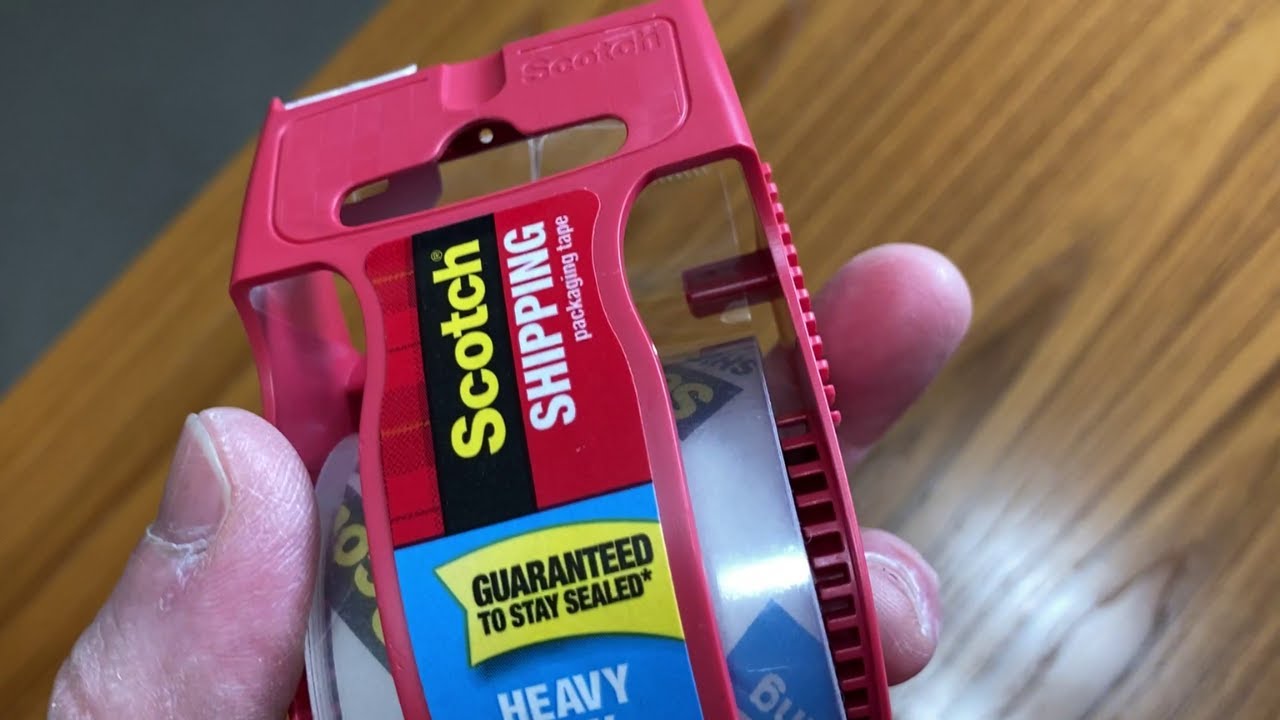 Scotch
Scotch®
SHIPPING
packaging tape
GUARANTEED
TO STAY SEALED*
HEAVY